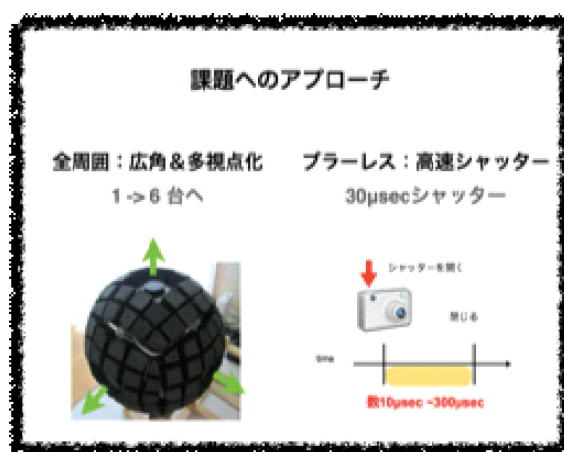 課題へのアプローチ
全周囲：広角＆多視点化
1 -> 6 台へ
ブラーレス：高速シャッター
30μsecシャッター
シャッターを開く
閉じる
time
数10μsec ~300μsec